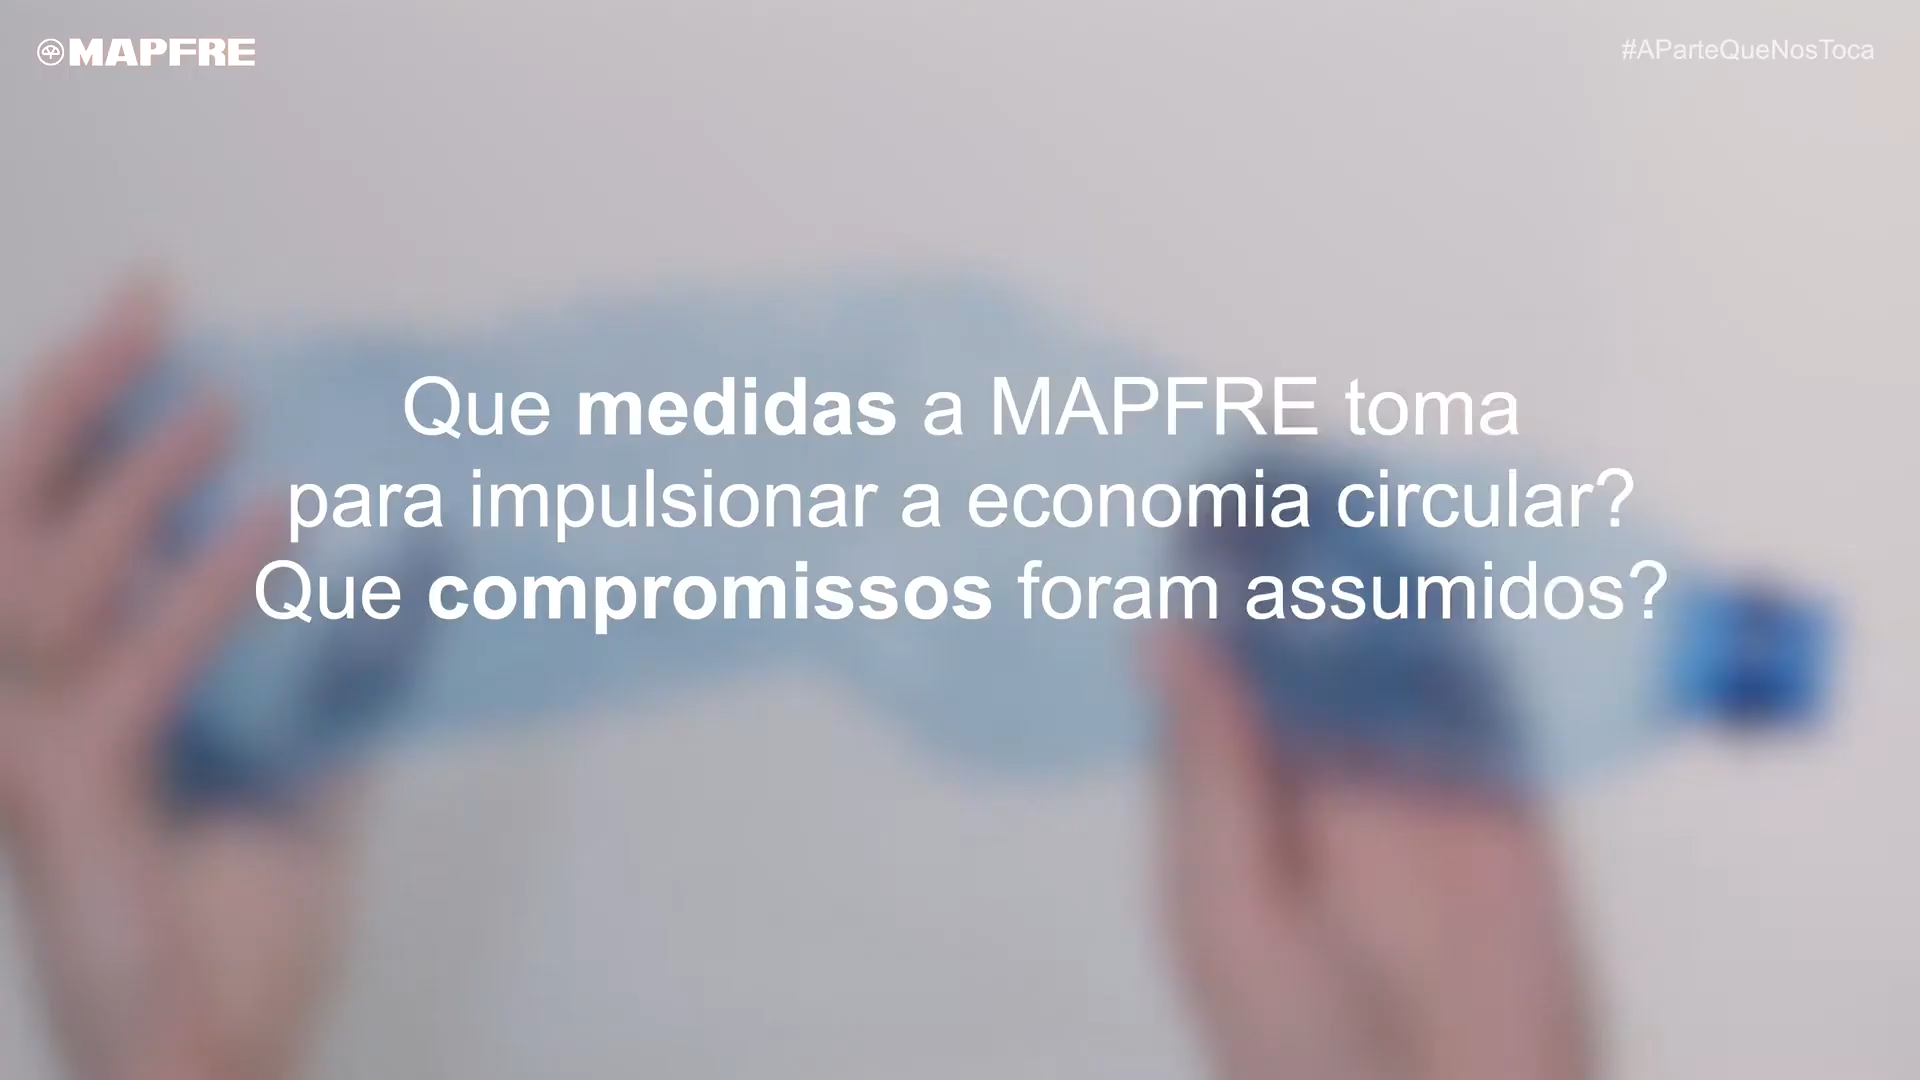 MAPFRE
#AParteQueNosToca
Que medidas a MAPFRE toma
para impulsionar a economia circular?
Que compromissos foram assumidos?